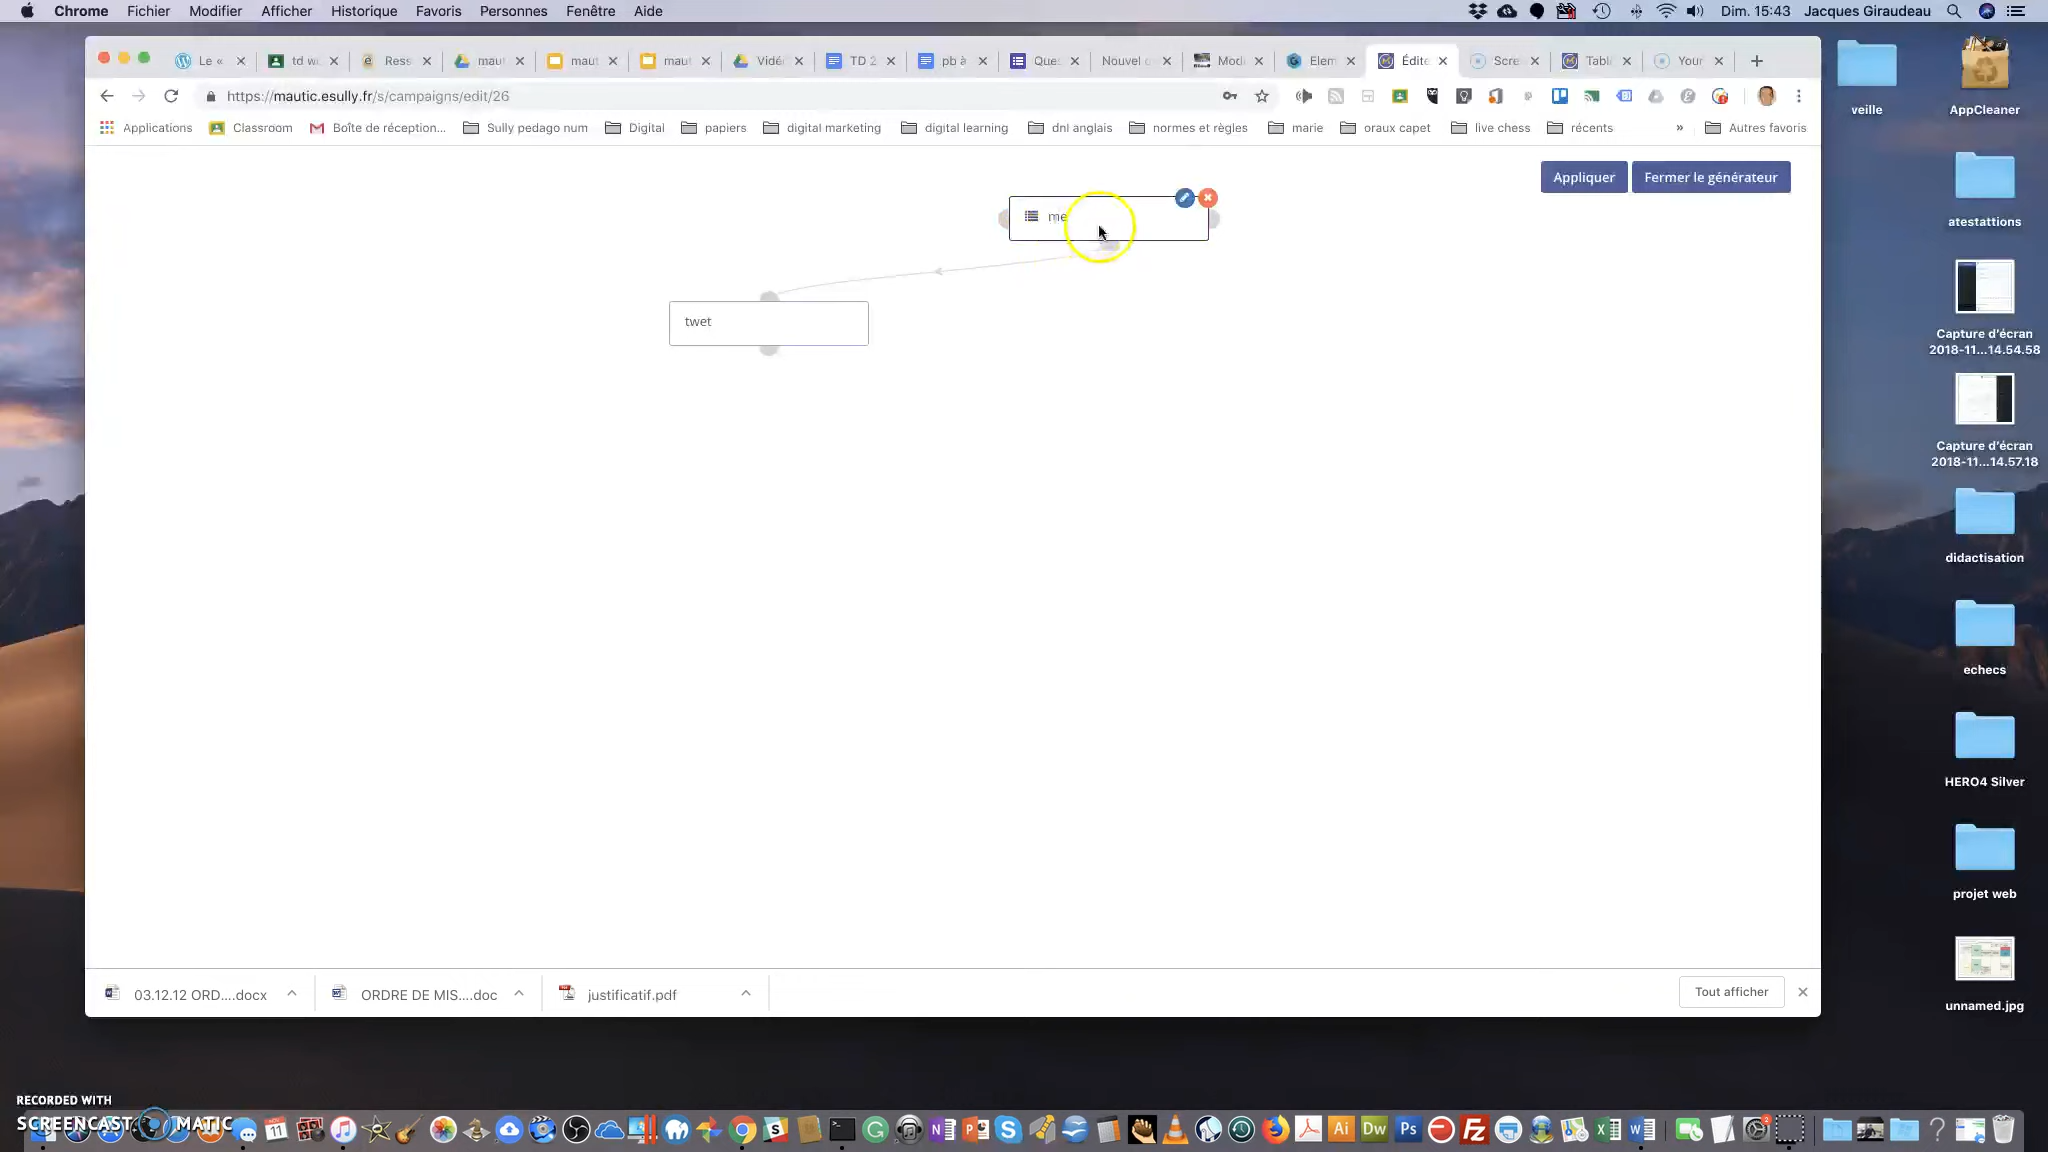 Chrome Fichier Modifier Afficher Historique Favoris Personnes Fenêtre Aide
Dim. 15:43 Jacques Giraudeau
Le « td w Ress maut maut maut Vidé TD 2 pb à Que Nouvel Mod Elem Édite Scre Tabl Your
https://mautic.esully.fr/s/campaigns/edit/26
Applications Classroom Boîte de réception... Sully pedago num Digital papiers digital marketing digital learning dnl anglais normes et règles marie oraux capet live chess récents » Autres favoris
Appliquer Fermer le générateur
me
twet
03.12.12 ORD....docx ORDRE DE MIS....doc justificatif.pdf
Tout afficher
veille
AppCleaner
atestattions
Capture d'écran
2018-11...14.54.58
Capture d'écran
2018-11...14.57.18
didactisation
echecs
HERO4 Silver
projet web
unnamed.jpg
RECORDED WITH
SCREENCAST MATIC